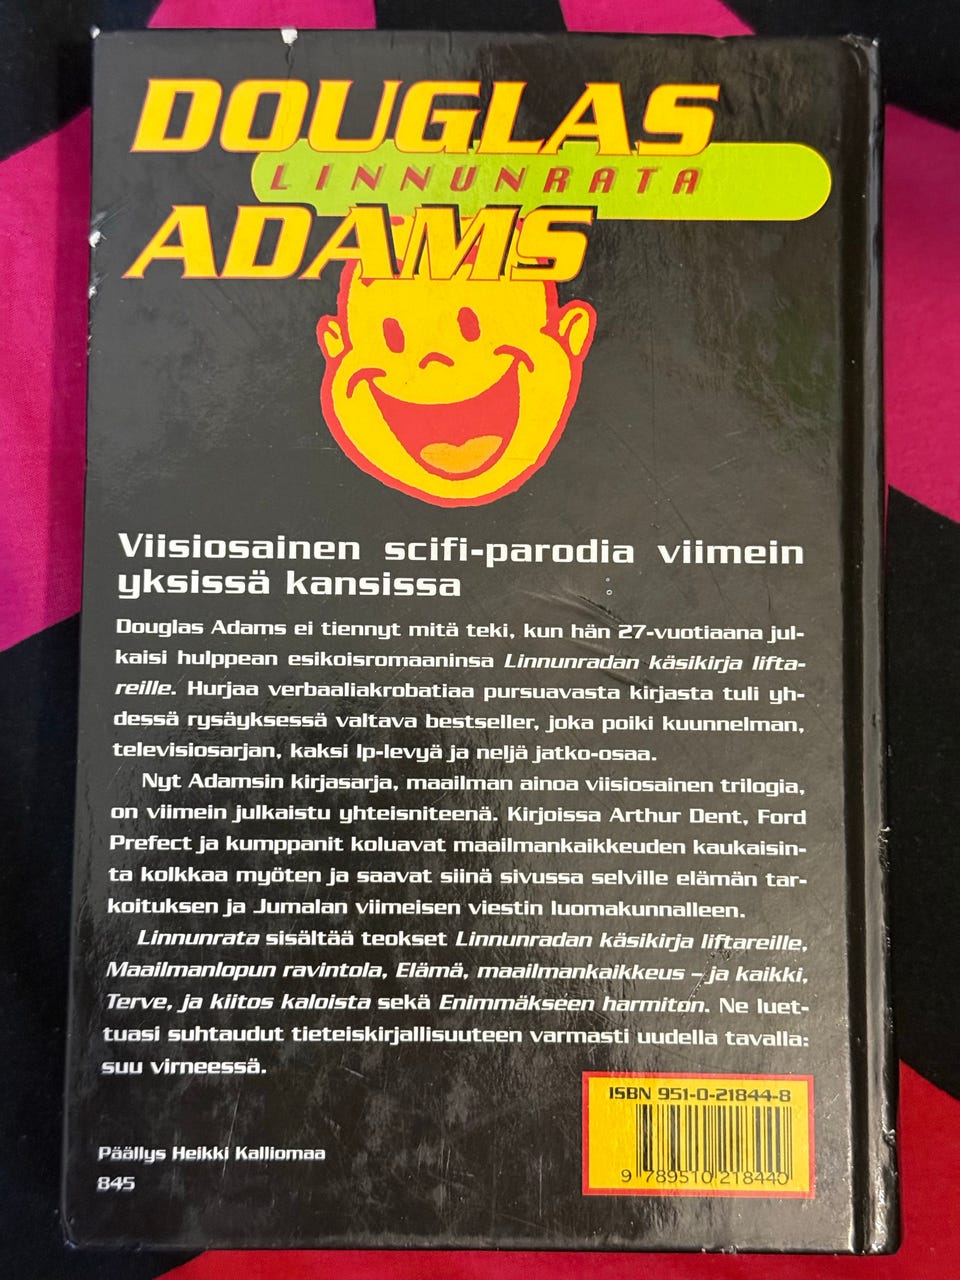 DOUGLAS
LINNUNRATA
ADAMS
Viisiosainen scifi-parodia viimein
yksissä kansissa
Douglas Adams ei tiennyt mitä teki, kun hän 27-vuotiaana jul-
kaisi hulppean esikoisromaaninsa Linnunradan käsikirja lifta-
reille. Hurjaa verbaaliakrobatiaa pursuavasta kirjasta tuli yh-
dessä rysäyksessä valtava bestseller, joka poiki kuunnelman,
televisiosarjan, kaksi lp-levyä ja neljä jatko-osaa.
Nyt Adamsin kirjasarja, maailman ainoa viisiosainen trilogia,
on viimein julkaistu yhteisniteenä. Kirjoissa Arthur Dent, Ford
Prefect ja kumppanit koluavat maailmankaikkeuden kaukaisin-
ta kolkkaa myöten ja saavat siinä sivussa selville elämän tar-
koituksen ja Jumalan viimeisen viestin luomakunnalleen.
Linnunrata sisältää teokset Linnunradan käsikirja liftareille,
Maailmanlopun ravintola, Elämä, maailmankaikkeus – ja kaikki,
Terve, ja kiitos kaloista sekä Enimmäkseen harmiton. Ne luet-
tuasi suhtaudut tieteiskirjallisuuteen varmasti uudella tavalla:
suu virneessä.
ISBN 951-0-21844-8
9 789510 218440
Päällys Heikki Kalliomaa
845